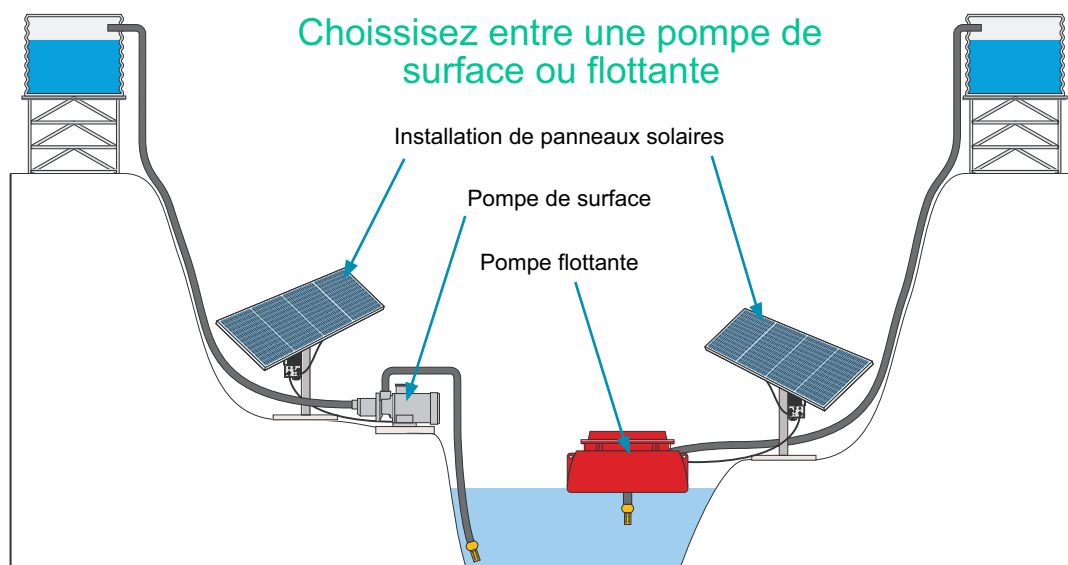 Choissisez entre une pompe de
surface ou flottante
Installation de panneaux solaires
Pompe de surface
Pompe flottante